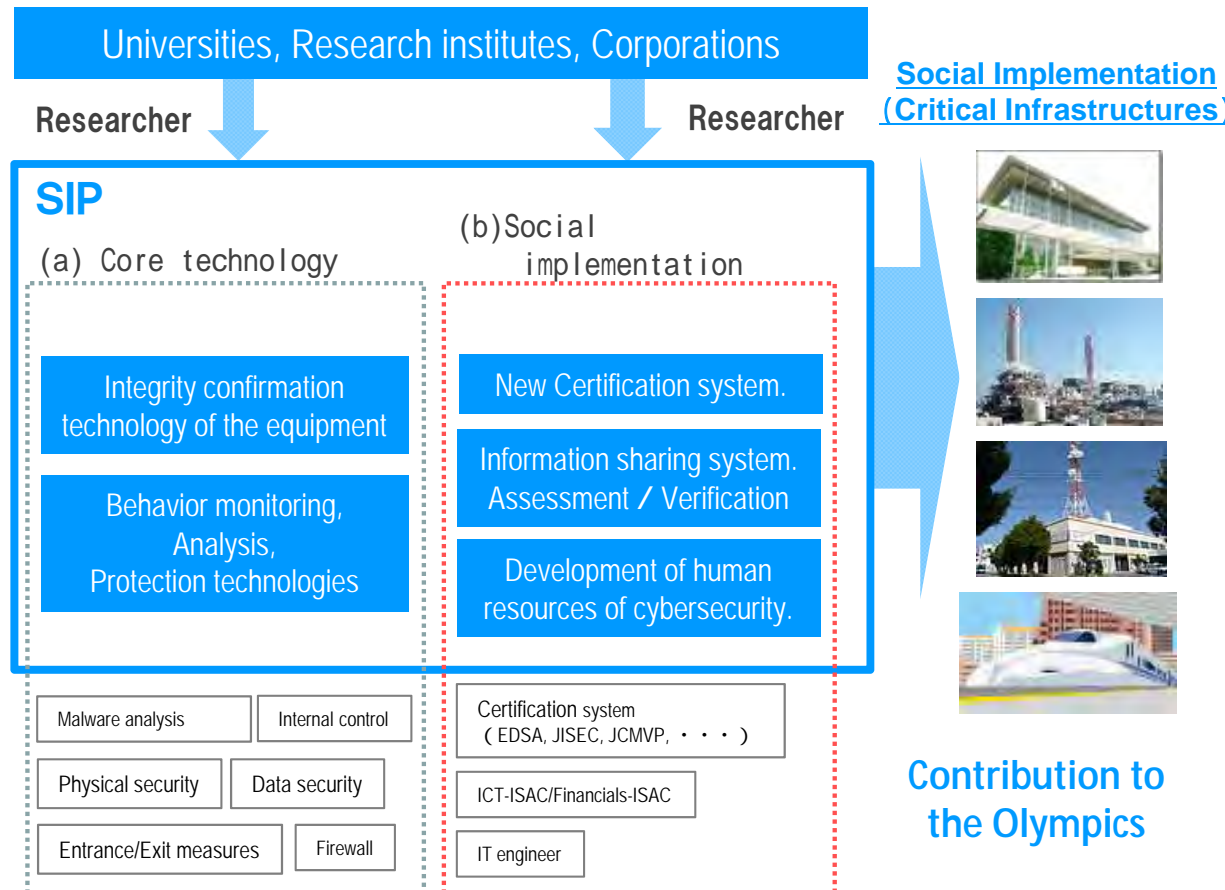 Universities, Research institutes, Corporations
Researcher
Researcher
Social Implementation
(Critical Infrastructures)
SIP
(a) Core technology
(b)Social
implementation
Integrity confirmation
technology of the equipment
Behavior monitoring,
Analysis,
Protection technologies
New Certification system.
Information sharing system.
Assessment / Verification
Development of human
resources of cybersecurity.
Malware analysis
Internal control
Physical security
Data security
Entrance/Exit measures
Firewall
Certification system
( EDSA, JISEC, JCMVP, ・・・ )
ICT-ISAC/Financials-ISAC
IT engineer
Contribution to
the Olympics